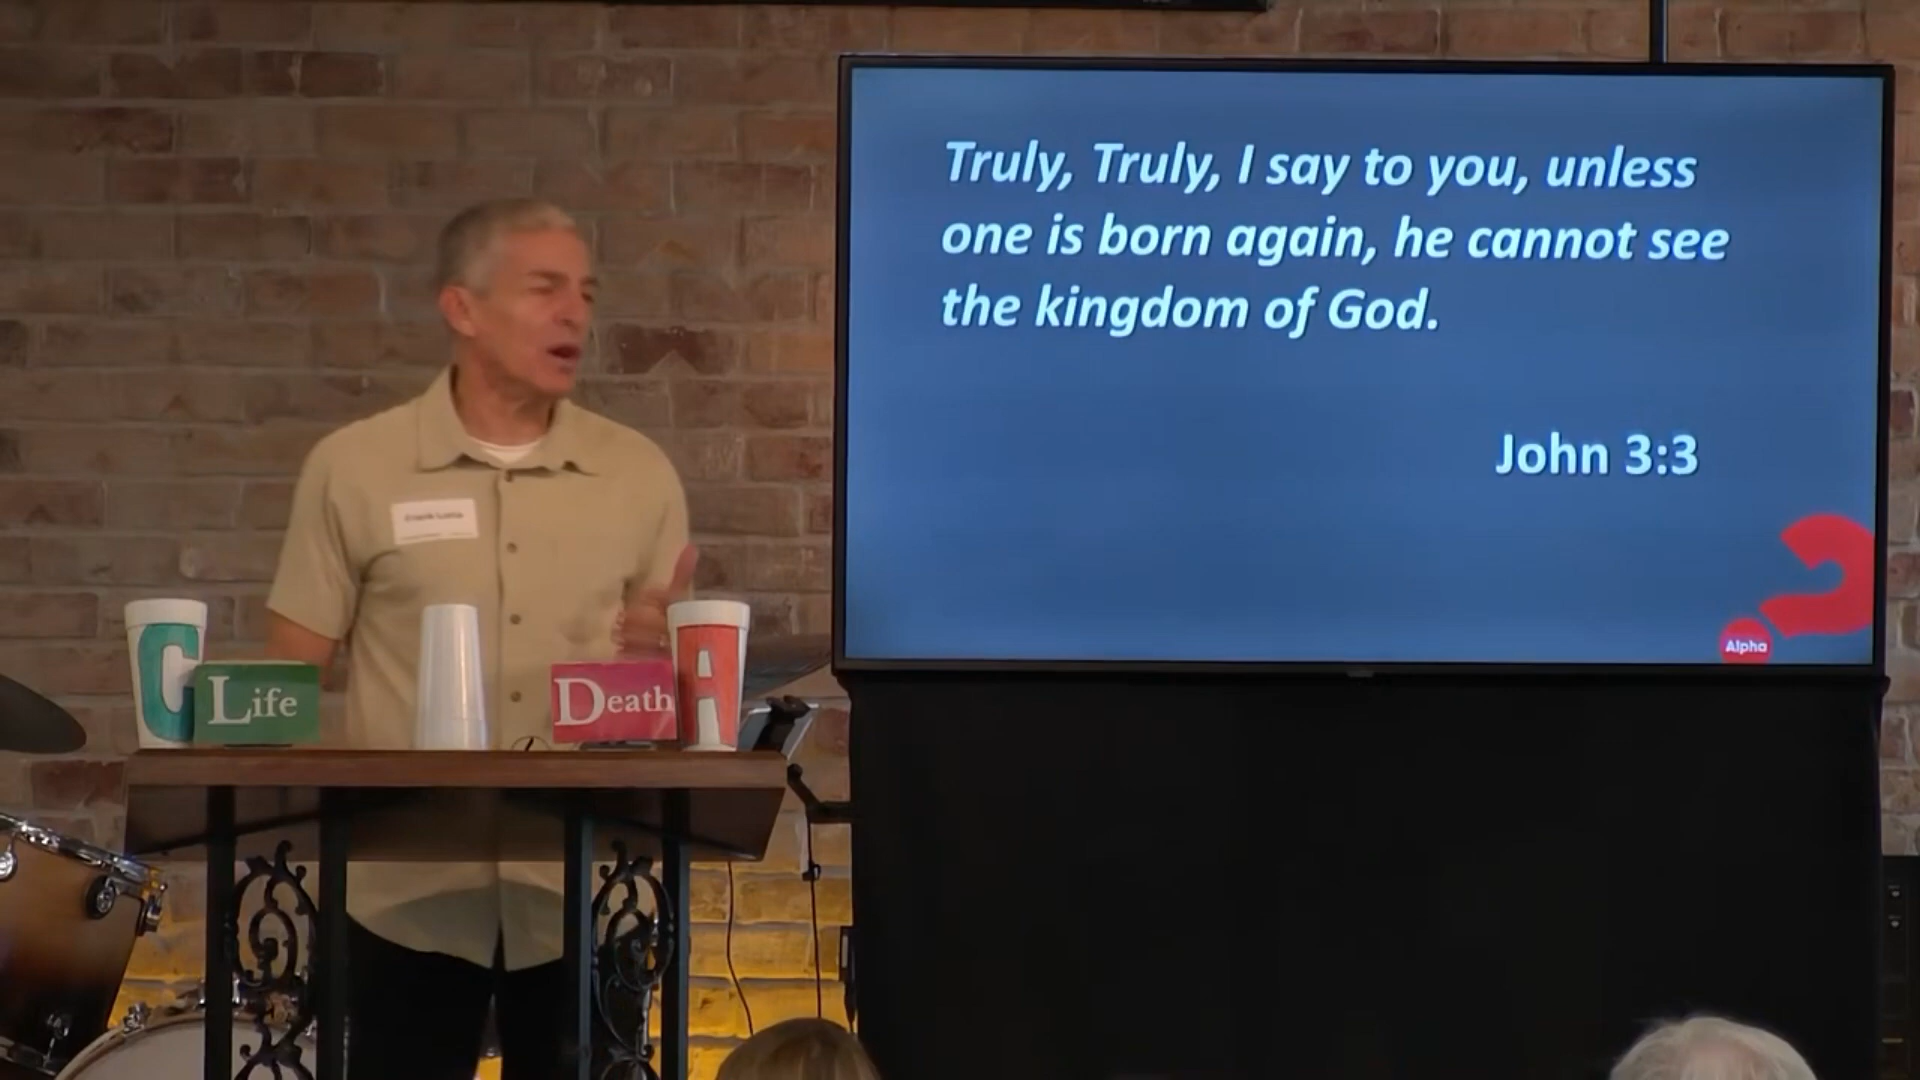 Truly, Truly, I say to you, unless
one is born again, he cannot see
the kingdom of God.
John 3:3
Alpha
C
Life
Death
A